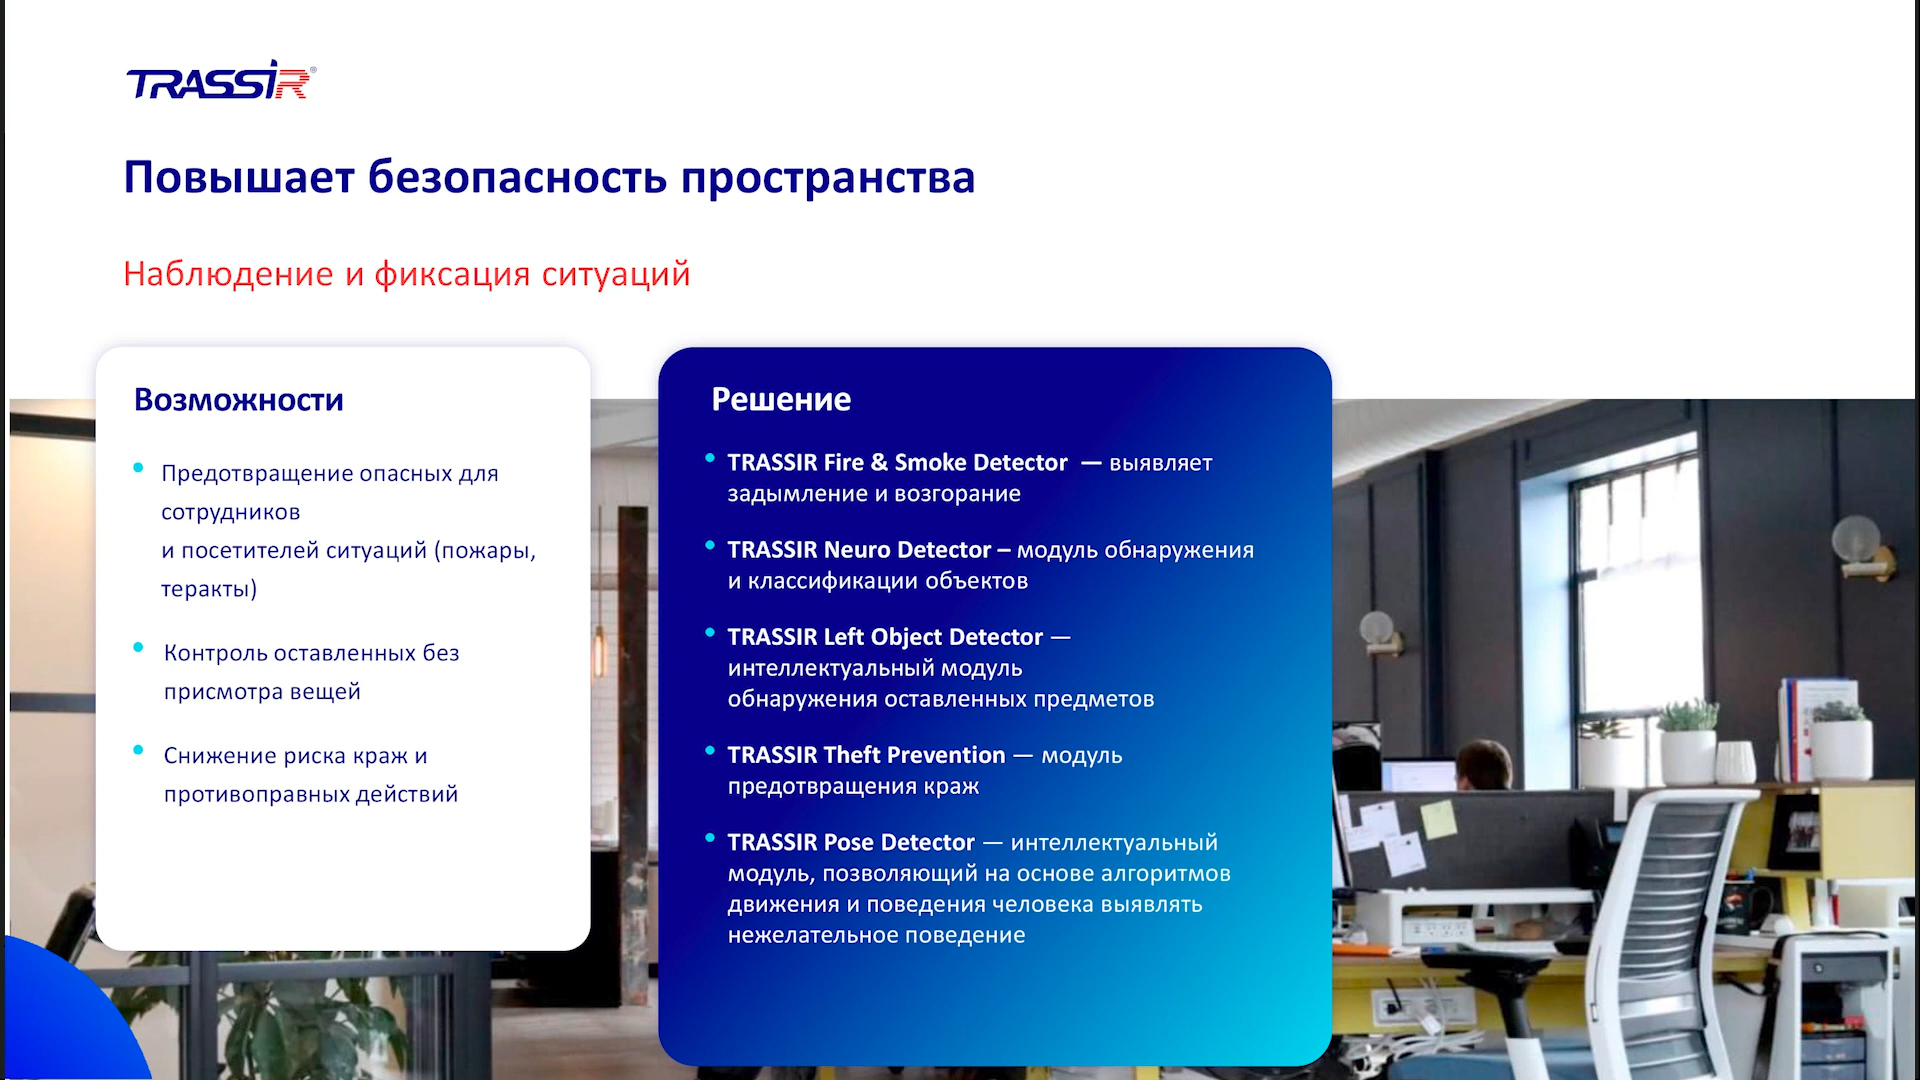 TRASSIR®
Повышает безопасность пространства
Наблюдение и фиксация ситуаций
Возможности
Предотвращение опасных для
сотрудников
и посетителей ситуаций (пожары,
теракты)
Контроль оставленных без
присмотра вещей
Снижение риска краж и
противоправных действий
Решение
TRASSIR Fire & Smoke Detector — выявляет
задымление и возгорание
TRASSIR Neuro Detector – модуль обнаружения
и классификации объектов
TRASSIR Left Object Detector —
интеллектуальный модуль
обнаружения оставленных предметов
TRASSIR Theft Prevention — модуль
предотвращения краж
TRASSIR Pose Detector — интеллектуальный
модуль, позволяющий на основе алгоритмов
движения и поведения человека выявлять
нежелательное поведение